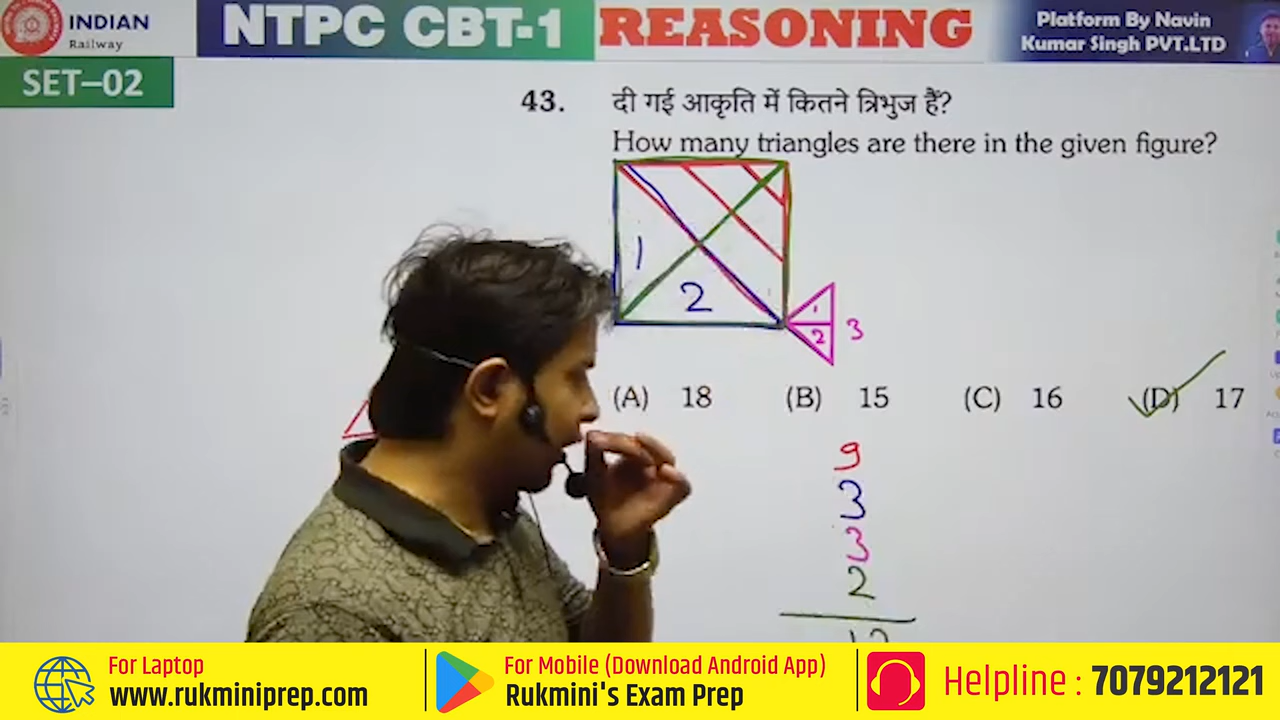 INDIAN
Railway
NTPC CBT-1
REASONING
Platform By Navin
Kumar Singh PVT.LTD
SET–02
43. दी गई आकृति में कितने त्रिभुज हैं?
How many triangles are there in the given figure?
1
2
1
2
3
(A) 18 (B) 15 (C) 16 (D) 17
9
3
3
2
For Laptop
www.rukminiprep.com
For Mobile (Download Android App)
Rukmini's Exam Prep
Helpline : 7079212121